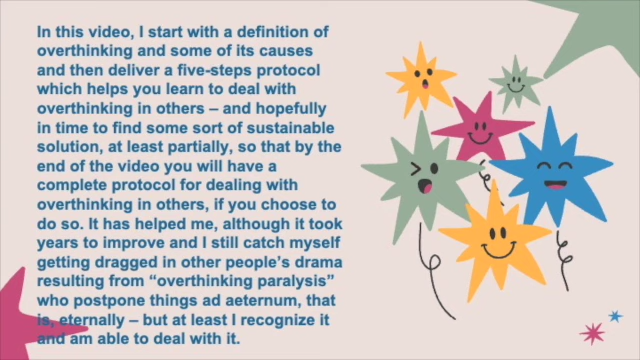 In this video, I start with a definition of
overthinking and some of its causes
and then deliver a five-steps protocol
which helps you learn to deal with
overthinking in others – and hopefully
in time to find some sort of sustainable
solution, at least partially, so that by the
end of the video you will have a
complete protocol for dealing with
overthinking in others, if you choose to
do so. It has helped me, although it took
years to improve and I still catch myself
getting dragged in other people’s drama
resulting from “overthinking paralysis”
who postpone things ad aeternum, that
is, eternally – but at least I recognize it
and am able to deal with it.